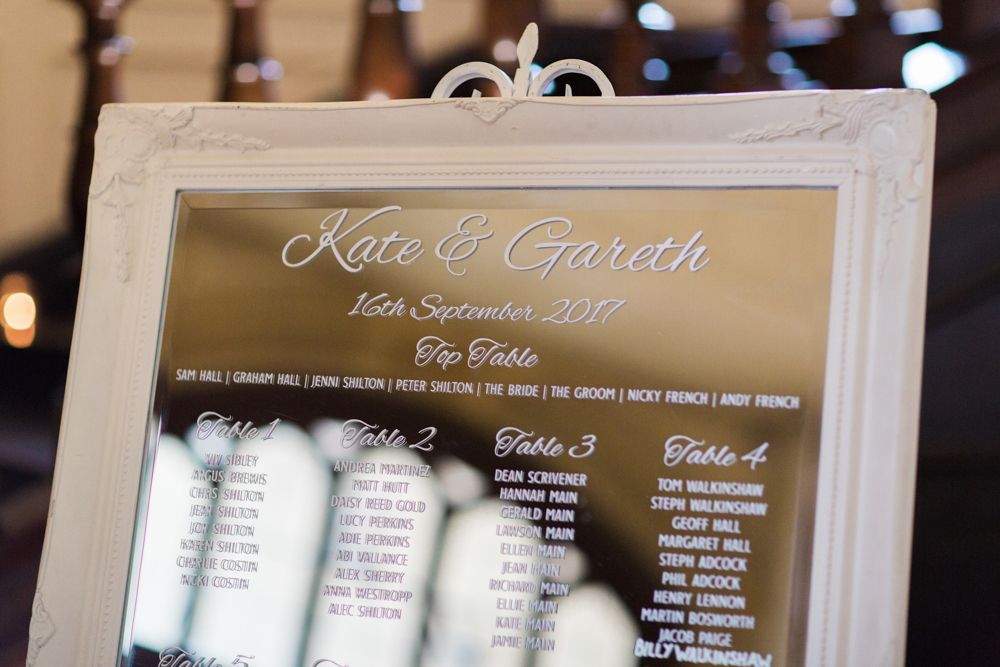 Kate & Gareth
16th September 2017
Top Table
SAM HALL | GRAHAM HALL | JENNI SHILTON | PETER SHILTON | THE BRIDE | THE GROOM | NICKY FRENCH | ANDY FRENCH
Table 1
VIV SIBLEY
ANGUS BREWIS
CHRIS SHILTON
JEAN SHILTON
JON SHILTON
KAREN SHILTON
CHARLIE COSTIN
NICKI COSTIN
Table 2
ANDREA MARTINEZ
MATT HUTT
DAISY REED GOLD
LUCY PERKINS
ADIE PERKINS
ABI VALLANCE
ALEX SHERRY
ANNA WESTROPP
ALEC SHILTON
Table 3
DEAN SCRIVENER
HANNAH MAIN
GERALD MAIN
LAWSON MAIN
ELLEN MAIN
JEAN MAIN
RICHARD MAIN
ELLIE MAIN
KATE MAIN
JAMIE MAIN
Table 4
TOM WALKINSHAW
STEPH WALKINSHAW
GEOFF HALL
MARGARET HALL
STEPH ADCOCK
PHIL ADCOCK
HENRY LENNON
MARTIN BOSWORTH
JACOB PAIGE
BILLY WALKINSHAW
Table 5